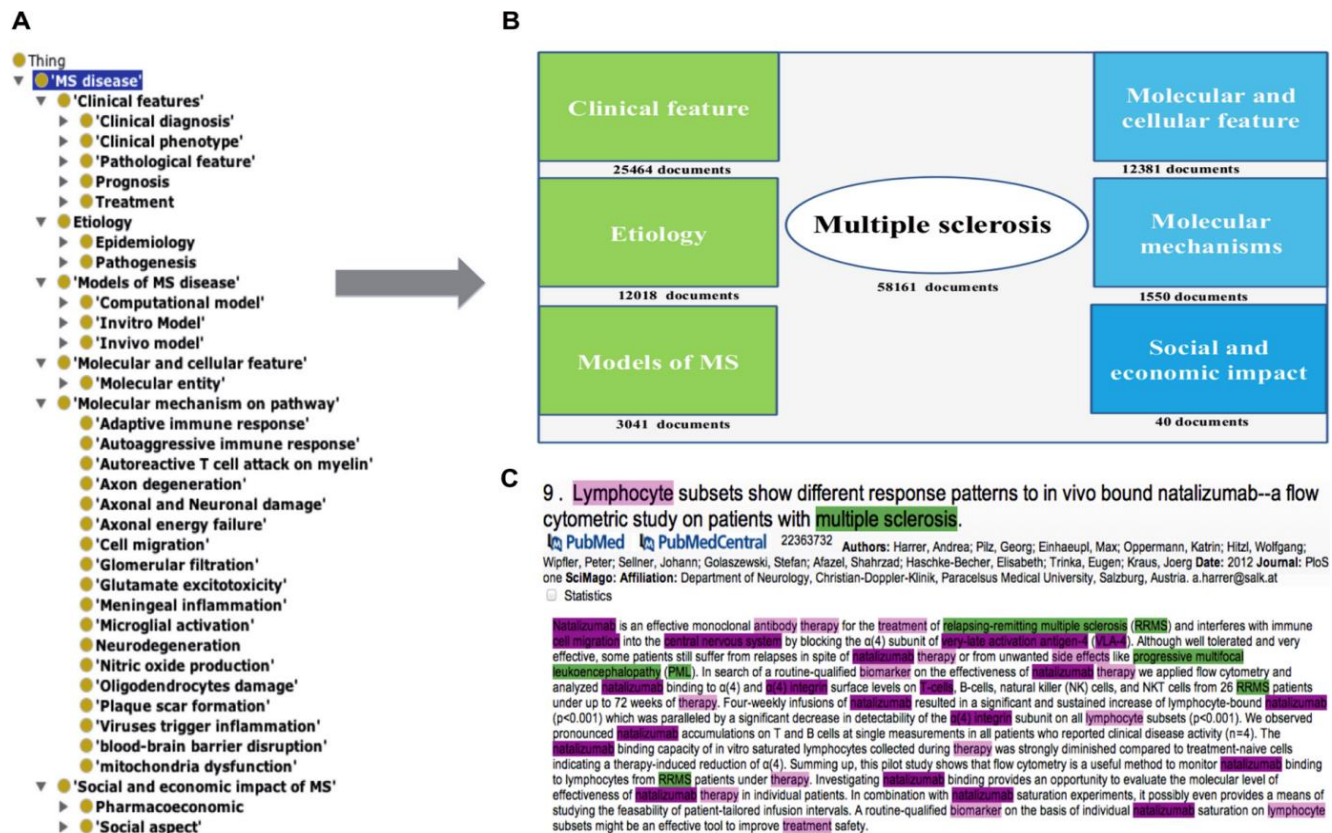 A
Thing
'MS disease'
'Clinical features'
'Clinical diagnosis'
'Clinical phenotype'
'Pathological feature'
Prognosis
Treatment
Etiology
Epidemiology
Pathogenesis
'Models of MS disease'
'Computational model'
'Invitro Model'
'Invivo model'
'Molecular and cellular feature'
'Molecular entity'
'Molecular mechanism on pathway'
'Adaptive immune response'
'Autoaggressive immune response'
'Autoreactive T cell attack on myelin'
'Axon degeneration'
'Axonal and Neuronal damage'
'Axonal energy failure'
'Cell migration'
'Glomerular filtration'
'Glutamate excitotoxicity'
'Meningeal inflammation'
'Microglial activation'
Neurodegeneration
'Nitric oxide production'
'Oligodendrocytes damage'
'Plaque scar formation'
'Viruses trigger inflammation'
'blood-brain barrier disruption'
'mitochondria dysfunction'
'Social and economic impact of MS'
Pharmacoeconomic
'Social aspect'
B
Clinical feature
25464 documents
Etiology
12018 documents
Models of MS
3041 documents
Multiple sclerosis
58161 documents
Molecular and
cellular feature
12381 documents
Molecular
mechanisms
1550 documents
Social and
economic impact
40 documents
C
9 . Lymphocyte subsets show different response patterns to in vivo bound natalizumab--a flow
cytometric study on patients with multiple sclerosis.
PubMed PubMedCentral 22363732 Authors: Harrer, Andrea; Pilz, Georg; Einhaeupl, Max; Oppermann, Katrin; Hitzl, Wolfgang;
Wipfler, Peter; Sellner, Johann; Golaszewski, Stefan; Afazel, Shahrzad; Haschke-Becher, Elisabeth; Trinka, Eugen; Kraus, Joerg Date: 2012 Journal: PloS
one SciMago: Affiliation: Department of Neurology, Christian-Doppler-Klinik, Paracelsus Medical University, Salzburg, Austria. a.harrer@salk.at
Statistics
Natalizumab is an effective monoclonal antibody therapy for the treatment of relapsing-remitting multiple sclerosis (RRMS) and interferes with immune
cell migration into the central nervous system by blocking the α(4) subunit of very-late activation antigen-4 (VLA-4). Although well tolerated and very
effective, some patients still suffer from relapses in spite of natalizumab therapy or from unwanted side effects like progressive multifocal
leukoencephalopathy (PML). In search of a routine-qualified biomarker on the effectiveness of natalizumab therapy we applied flow cytometry and
analyzed natalizumab binding to α(4) and α(4) integrin surface levels on T-cells, B-cells, natural killer (NK) cells, and NKT cells from 26 RRMS patients
under up to 72 weeks of therapy. Four-weekly infusions of natalizumab resulted in a significant and sustained increase of lymphocyte-bound natalizumab
(p<0.001) which was paralleled by a significant decrease in detectability of the α(4) integrin subunit on all lymphocyte subsets (p<0.001). We observed
pronounced natalizumab accumulations on T and B cells at single measurements in all patients who reported clinical disease activity (n=4). The
natalizumab binding capacity of in vitro saturated lymphocytes collected during therapy was strongly diminished compared to treatment-naive cells
indicating a therapy-induced reduction of α(4). Summing up, this pilot study shows that flow cytometry is a useful method to monitor natalizumab binding
to lymphocytes from RRMS patients under therapy. Investigating natalizumab binding provides an opportunity to evaluate the molecular level of
effectiveness of natalizumab therapy in individual patients. In combination with natalizumab saturation experiments, it possibly even provides a means of
studying the feasability of patient-tailored infusion intervals. A routine-qualified biomarker on the basis of individual natalizumab saturation on lymphocyte
subsets might be an effective tool to improve treatment safety.